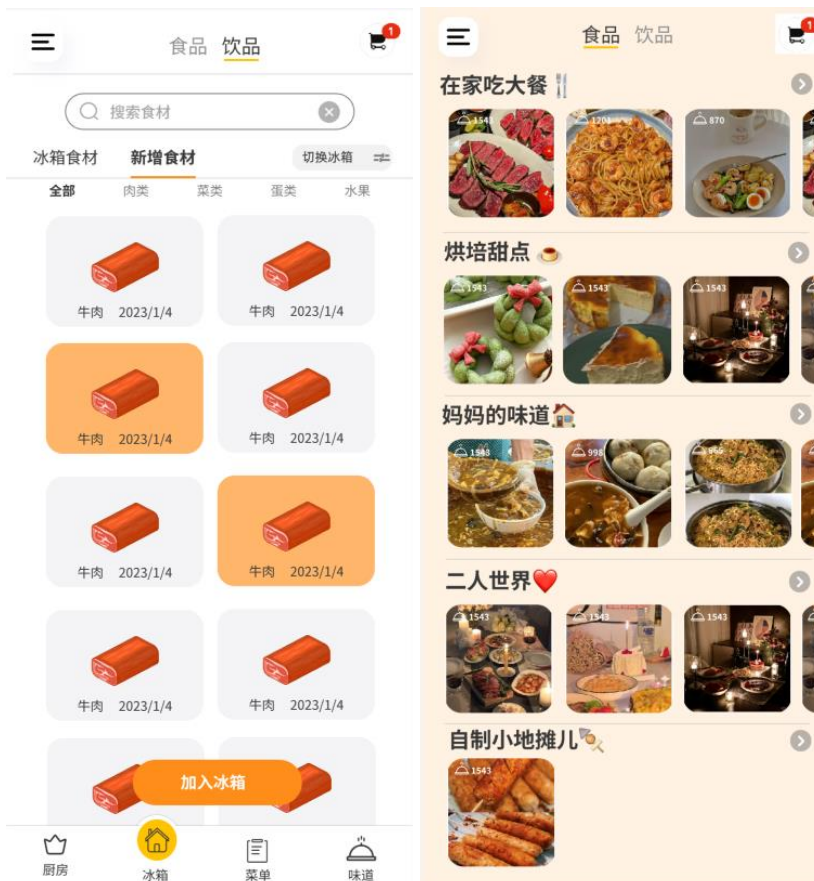 食品 饮品
1
搜索食材
冰箱食材 新增食材 切换冰箱
全部 肉类 菜类 蛋类 水果
牛肉 2023/1/4 牛肉 2023/1/4
牛肉 2023/1/4 牛肉 2023/1/4
牛肉 2023/1/4 牛肉 2023/1/4
牛肉 2023/1/4 牛肉 2023/1/4
加入冰箱
厨房 冰箱 菜单 味道
食品 饮品
1
在家吃大餐
1543 1201 870
烘培甜点
1543 1543 1543
妈妈的味道
1543 998
二人世界
1543 1543 1543
自制小地摊儿
1543